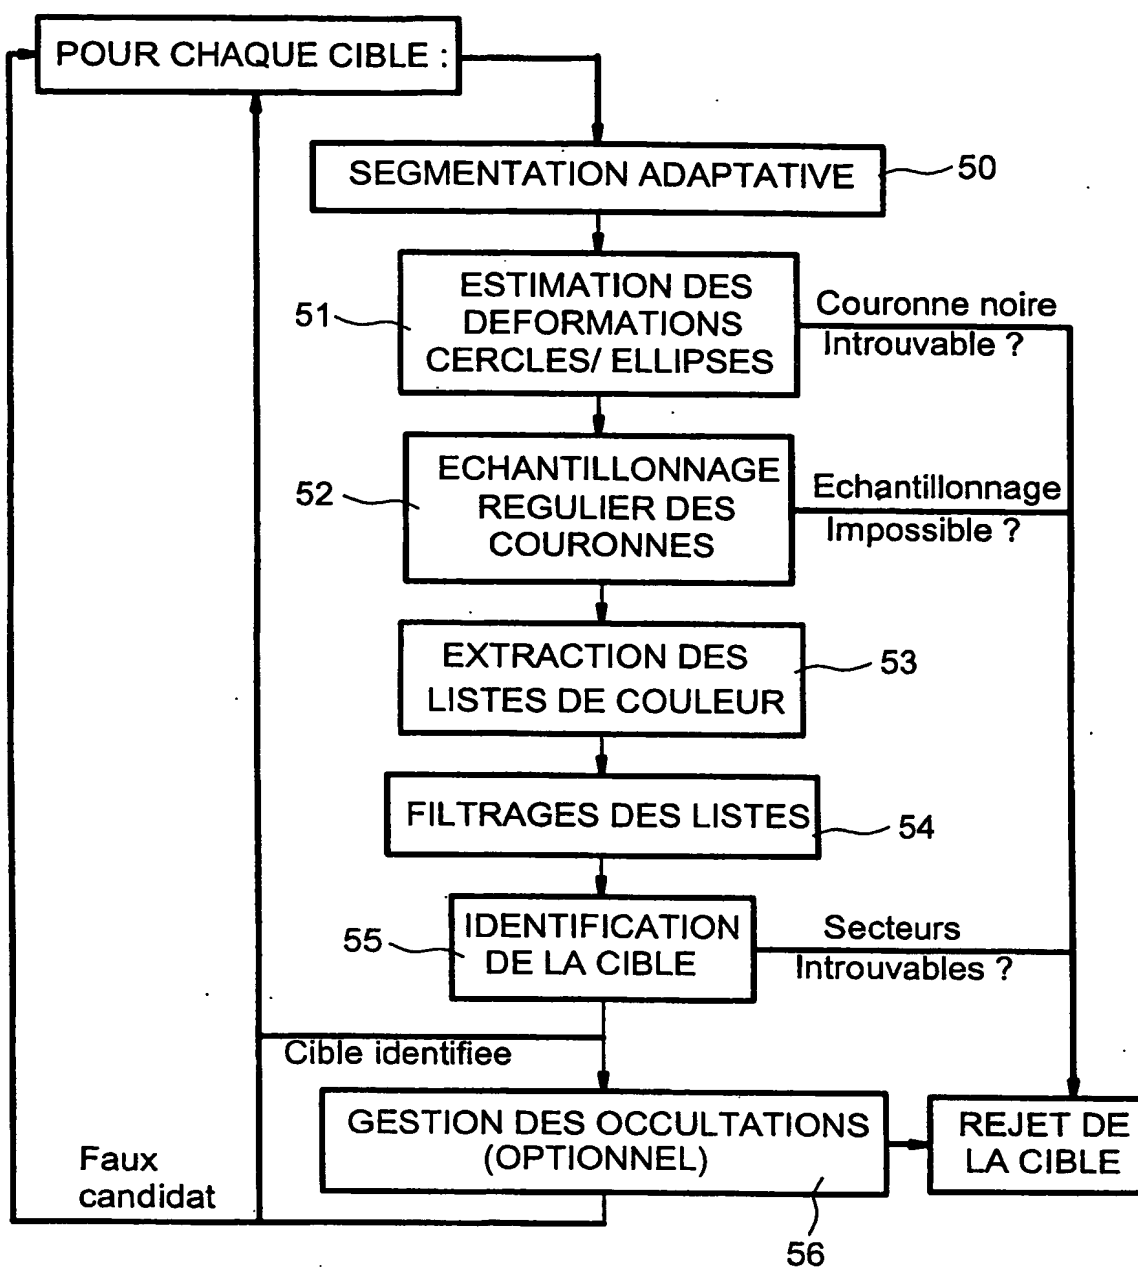 POUR CHAQUE CIBLE :
SEGMENTATION ADAPTATIVE
50
ESTIMATION DES
DEFORMATIONS
CERCLES/ ELLIPSES
51
Couronne noire
Introuvable ?
ECHANTILLONNAGE
REGULIER DES
COURONNES
52
Echantillonnage
Impossible ?
EXTRACTION DES
LISTES DE COULEUR
53
FILTRAGES DES LISTES
54
IDENTIFICATION
DE LA CIBLE
55
Secteurs
Introuvables ?
Cible identifiee
GESTION DES OCCULTATIONS
(OPTIONNEL)
56
REJET DE
LA CIBLE
Faux
candidat